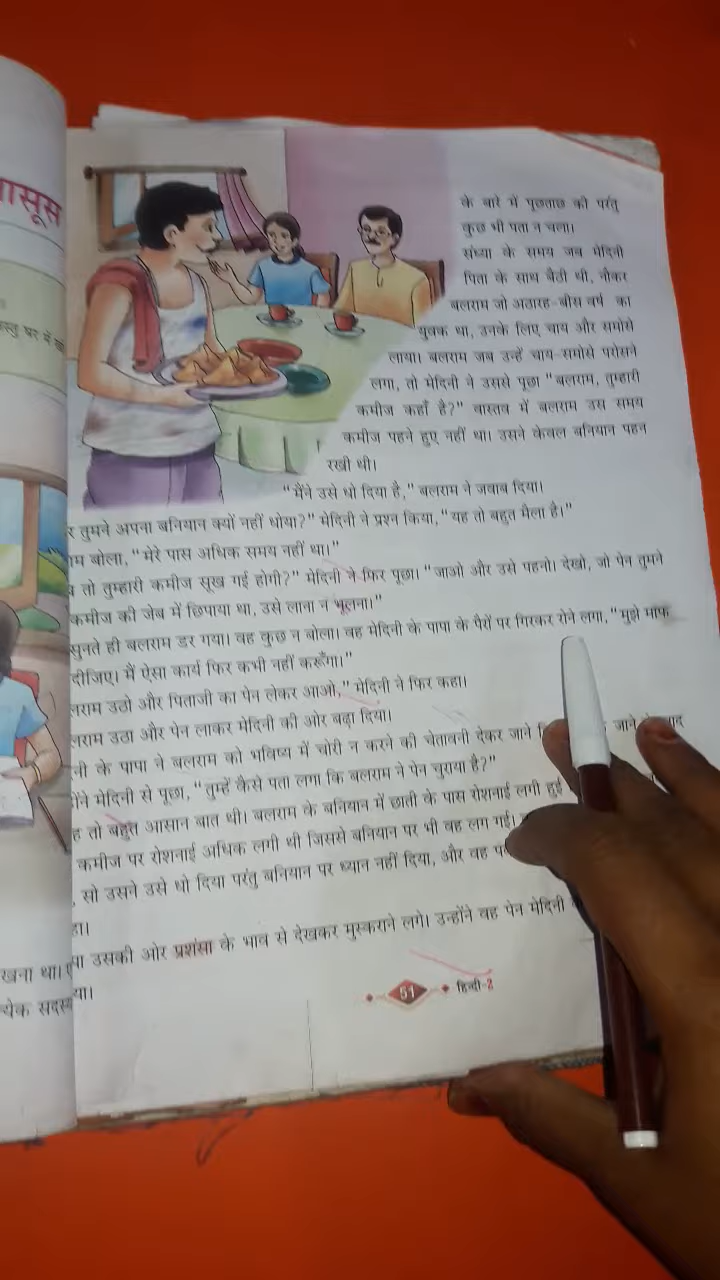 ासूस
के बारे में पूछताछ की परंतु
कुछ भी पता न चला।
संध्या के समय जब मेदिनी
पिता के साथ बैठी थी, नौकर
बलराम जो अठारह-बीस वर्ष का
युवक था, उनके लिए चाय और समोसे
लाया। बलराम जब उन्हें चाय-समोसे परोसने
लगा, तो मेदिनी ने उससे पूछा "बलराम, तुम्हारी
कमीज कहाँ है?" वास्तव में बलराम उस समय
कमीज पहने हुए नहीं था। उसने केवल बनियान पहन
रखी थी।
"मैंने उसे धो दिया है," बलराम ने जवाब दिया।
र तुमने अपना बनियान क्यों नहीं धोया?" मेदिनी ने प्रश्न किया, "यह तो बहुत मैला है।"
ाम बोला, "मेरे पास अधिक समय नहीं था।"
तो तुम्हारी कमीज सूख गई होगी?" मेदिनी ने फिर पूछा। "जाओ और उसे पहनो। देखो, जो पेन तुमने
कमीज की जेब में छिपाया था, उसे लाना न भूलना।"
सुनते ही बलराम डर गया। वह कुछ न बोला। वह मेदिनी के पापा के पैरों पर गिरकर रोने लगा, "मुझे माफ
दीजिए। मैं ऐसा कार्य फिर कभी नहीं करूँगा।"
लराम उठो और पिताजी का पेन लेकर आओ," मेदिनी ने फिर कहा।
लराम उठा और पेन लाकर मेदिनी की ओर बढ़ा दिया।
नी के पापा ने बलराम को भविष्य में चोरी न करने की चेतावनी देकर जाने जाने के बाद
ोंने मेदिनी से पूछा, "तुम्हें कैसे पता लगा कि बलराम ने पेन चुराया है?"
ह तो बहुत आसान बात थी। बलराम के बनियान में छाती के पास रोशनाई लगी हुई
कमीज पर रोशनाई अधिक लगी थी जिससे बनियान पर भी वह लग गई।
, सो उसने उसे धो दिया परंतु बनियान पर ध्यान नहीं दिया, और वह
हा।
पा उसकी ओर प्रशंसा के भाव से देखकर मुस्कराने लगे। उन्होंने वह पेन मेदिनी
या।
खना था।
येक सदस्य
51
हिन्दी-2